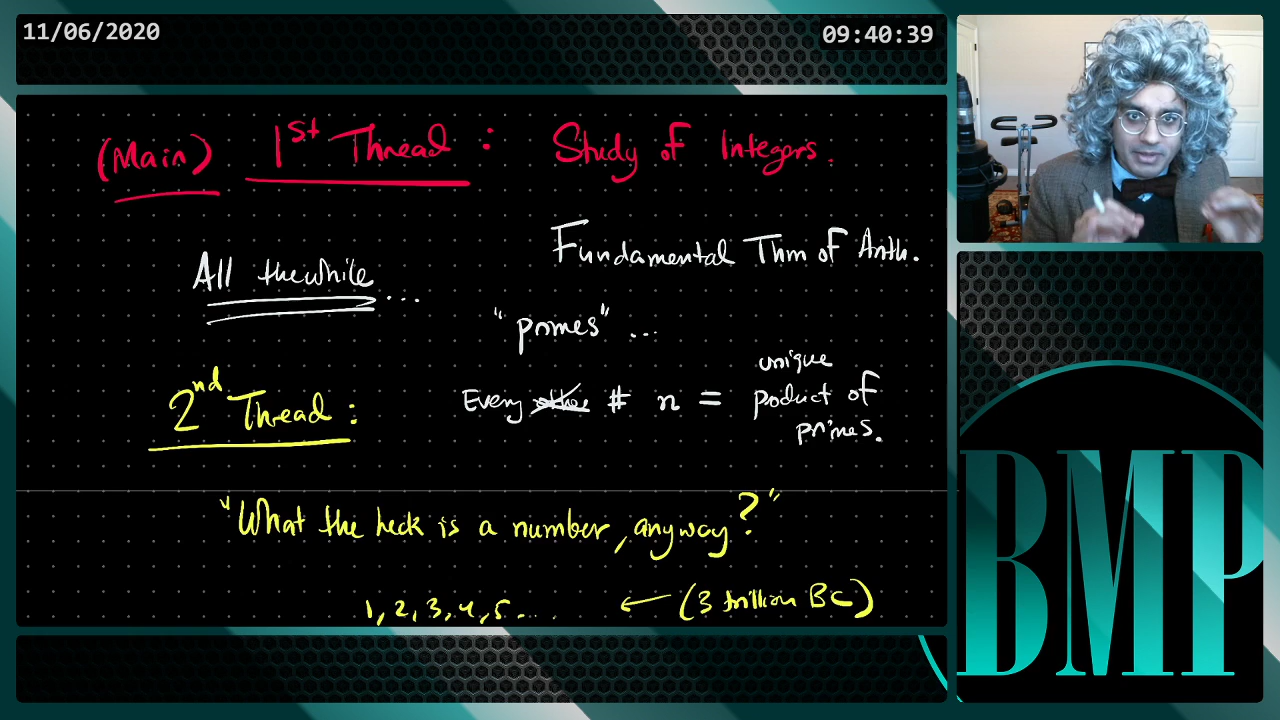 11/06/2020
09:40:39
(Main) 1st Thread : Study of Integers.
Fundamental Thm of Arith.
All thewhile ...
"primes" ...
2nd Thread :
Every # n = unique product of primes.
"What the heck is a number, anyway?"
1, 2, 3, 4, 5...
← (3 trillion BC)
BMP